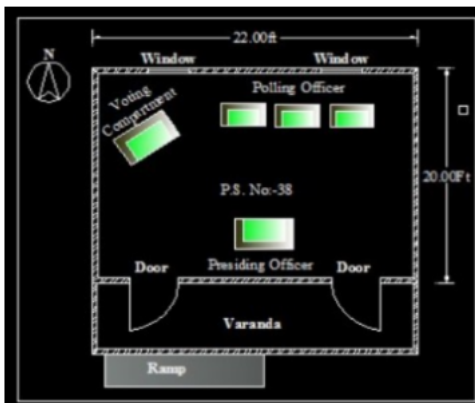 22.00ft
N
Window
Window
Voting
Compartment
Polling Officer
20.00Ft
P.S. No:-38
Door
Presiding Officer
Door
Varanda
Ramp